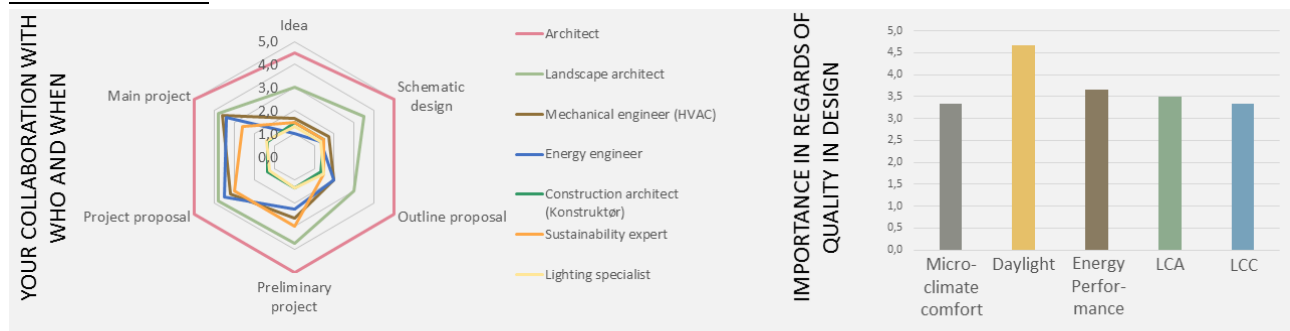 YOUR COLLABORATION WITH
WHO AND WHEN
Idea
5,0
4,0
3,0
2,0
1,0
0,0
Schematic
design
Outline proposal
Preliminary
project
Project proposal
Main project
Architect
Landscape architect
Mechanical engineer (HVAC)
Energy engineer
Construction architect
(Konstruktør)
Sustainability expert
Lighting specialist
IMPORTANCE IN REGARDS OF
QUALITY IN DESIGN
5,0
4,5
4,0
3,5
3,0
2,5
2,0
1,5
1,0
0,5
0,0
Micro-
climate
comfort
Daylight
Energy
Perfor-
mance
LCA
LCC